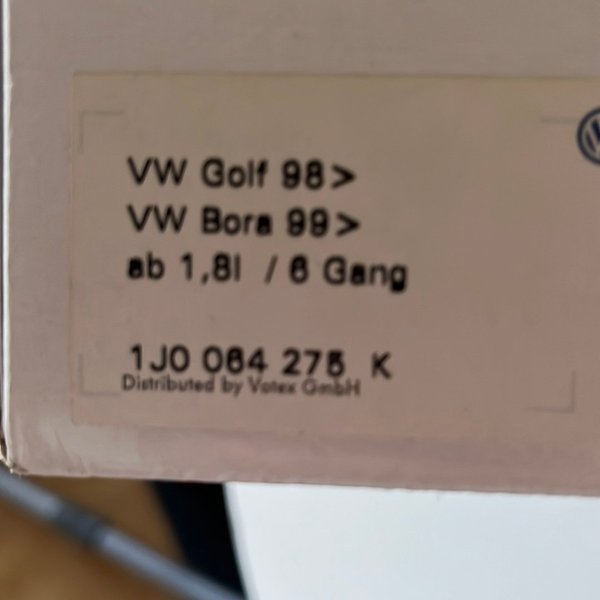 VW Golf 98>
VW Bora 99>
ab 1,8l / 6 Gang
1J0 064 275 K
Distributed by Votex GmbH